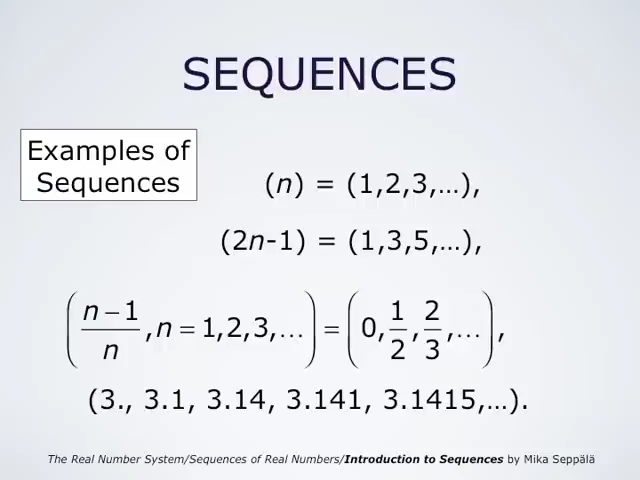 SEQUENCES
Examples of
Sequences
(n) = (1,2,3,…),
(2n-1) = (1,3,5,…),
(n − 1/n, n = 1,2,3,…) = (0, 1/2, 2/3, …),
(3., 3.1, 3.14, 3.141, 3.1415,…).
The Real Number System/Sequences of Real Numbers/Introduction to Sequences by Mika Seppälä